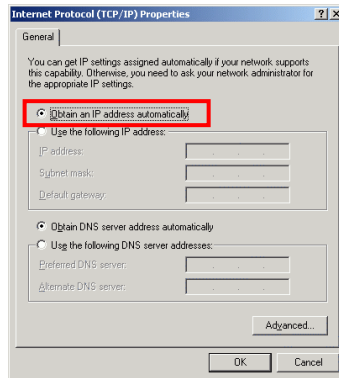 Internet Protocol (TCP/IP) Properties
General
You can get IP settings assigned automatically if your network supports
this capability. Otherwise, you need to ask your network administrator for
the appropriate IP settings.
Obtain an IP address automatically
Use the following IP address:
IP address:
Subnet mask:
Default gateway:
Obtain DNS server address automatically
Use the following DNS server addresses:
Preferred DNS server:
Alternate DNS server:
Advanced...
OK Cancel